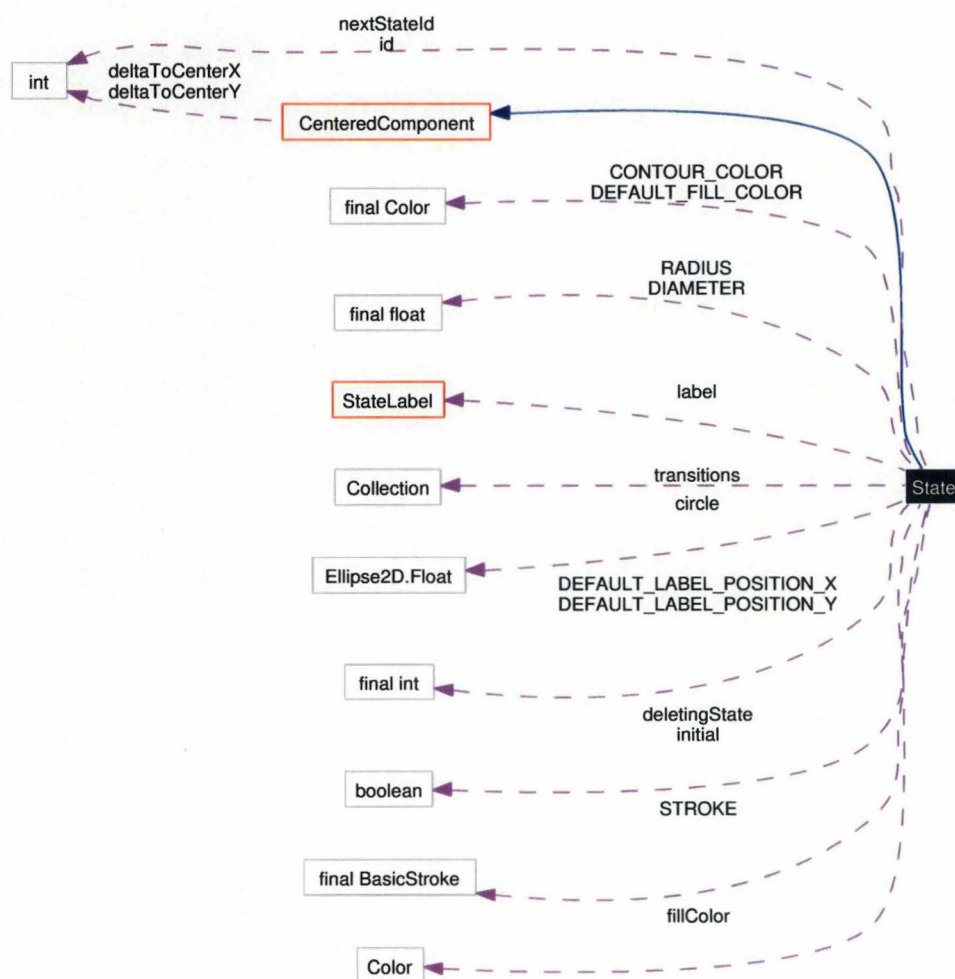 nextStateId
id
int
deltaToCenterX
deltaToCenterY
CenteredComponent
CONTOUR_COLOR
DEFAULT_FILL_COLOR
final Color
RADIUS
DIAMETER
final float
label
StateLabel
transitions
Collection
State
circle
Ellipse2D.Float
DEFAULT_LABEL_POSITION_X
DEFAULT_LABEL_POSITION_Y
final int
deletingState
initial
boolean
STROKE
final BasicStroke
fillColor
Color